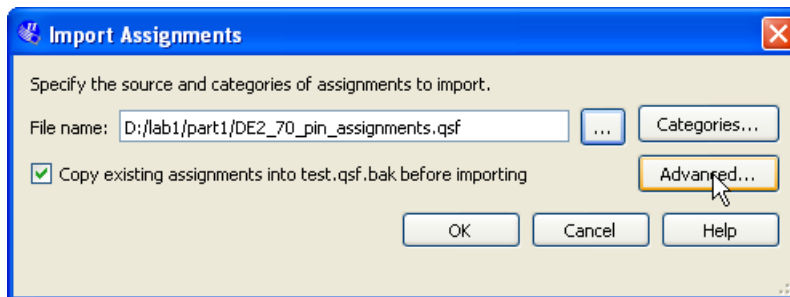 Import Assignments
Specify the source and categories of assignments to import.
File name: D:/lab1/part1/DE2_70_pin_assignments.qsf ... Categories...
Copy existing assignments into test.qsf.bak before importing Advanced...
OK Cancel Help